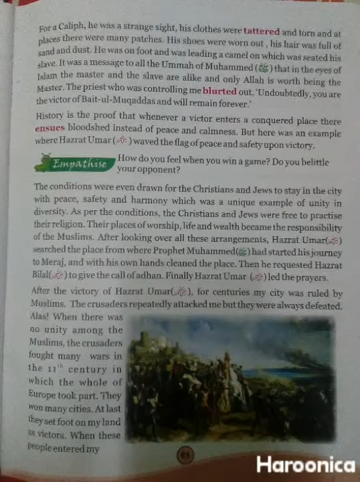 For a Caliph, he was a strange sight, his clothes were tattered and torn and at
places there were many patches. His shoes were worn out , his hair was full of
sand and dust. He was on foot and was leading a camel on which was seated his
slave. It was a message to all the Ummah of Muhammed (ﷺ) that in the eyes of
Islam the master and the slave are alike and only Allah is worth being the
Master. The priest who was controlling me blurted out, 'Undoubtedly, you are
the victor of Bait-ul-Muqaddas and will remain forever.'
History is the proof that whenever a victor enters a conquered place there
ensues bloodshed instead of peace and calmness. But here an example
where Hazrat Umar ( ) waved the flag of peace and safety upon victory.
Empathise
How do you feel when you win a game? Do you belittle
your opponent?
The conditions were even drawn for the Christians and Jews to stay in the city
with peace, safety and harmony which was a unique example of unity in
diversity. As per the conditions, the Christians and Jews were free to practise
their religion. Their places of worship, life and wealth became the responsibility
of the Muslims. After looking over all these arrangements, Hazrat Umar( )
searched the place from where Prophet Muhammed(ﷺ) had started his journey
to Meraj, and with his own hands cleaned the place. Then he requested Hazrat
Bilal( ) to give the call of adhan. Finally Hazrat Umar ( ) led the prayers.
After the victory of Hazrat Umar( ), for centuries my city was ruled by
Muslims. The crusaders repeatedly attacked me but they were always defeated.
Alas! When there was
no unity among the
Muslims, the crusaders
fought many wars in
the 11th century in
which the whole of
Europe took part. They
won many cities. At last
they set foot on my land
as victors. When these
people entered my
Haroonica